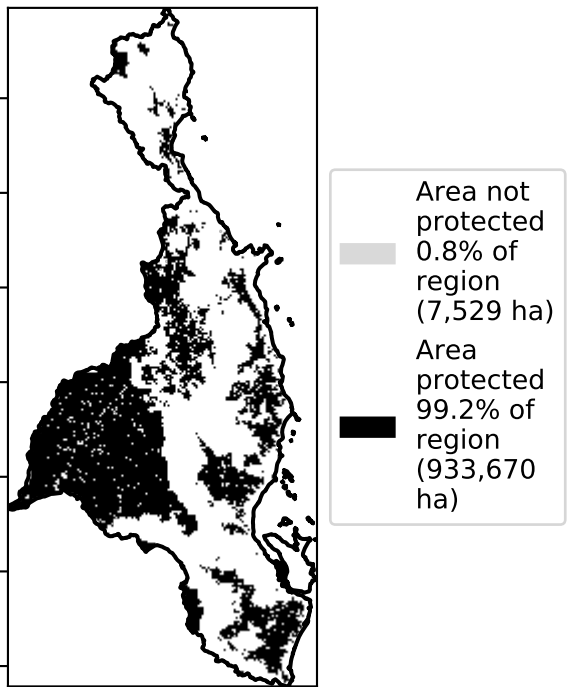 Area not
protected
0.8% of
region
(7,529 ha)
Area
protected
99.2% of
region
(933,670
ha)